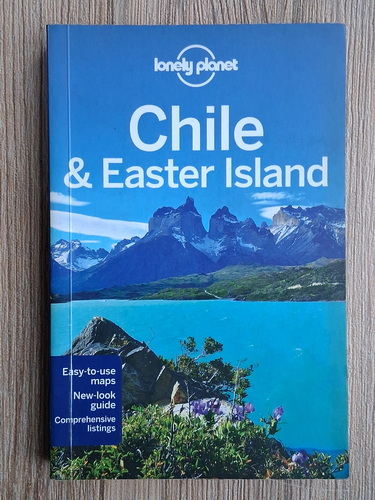 lonely planet
Chile
& Easter Island
Easy-to-use
maps
New-look
guide
Comprehensive
listings